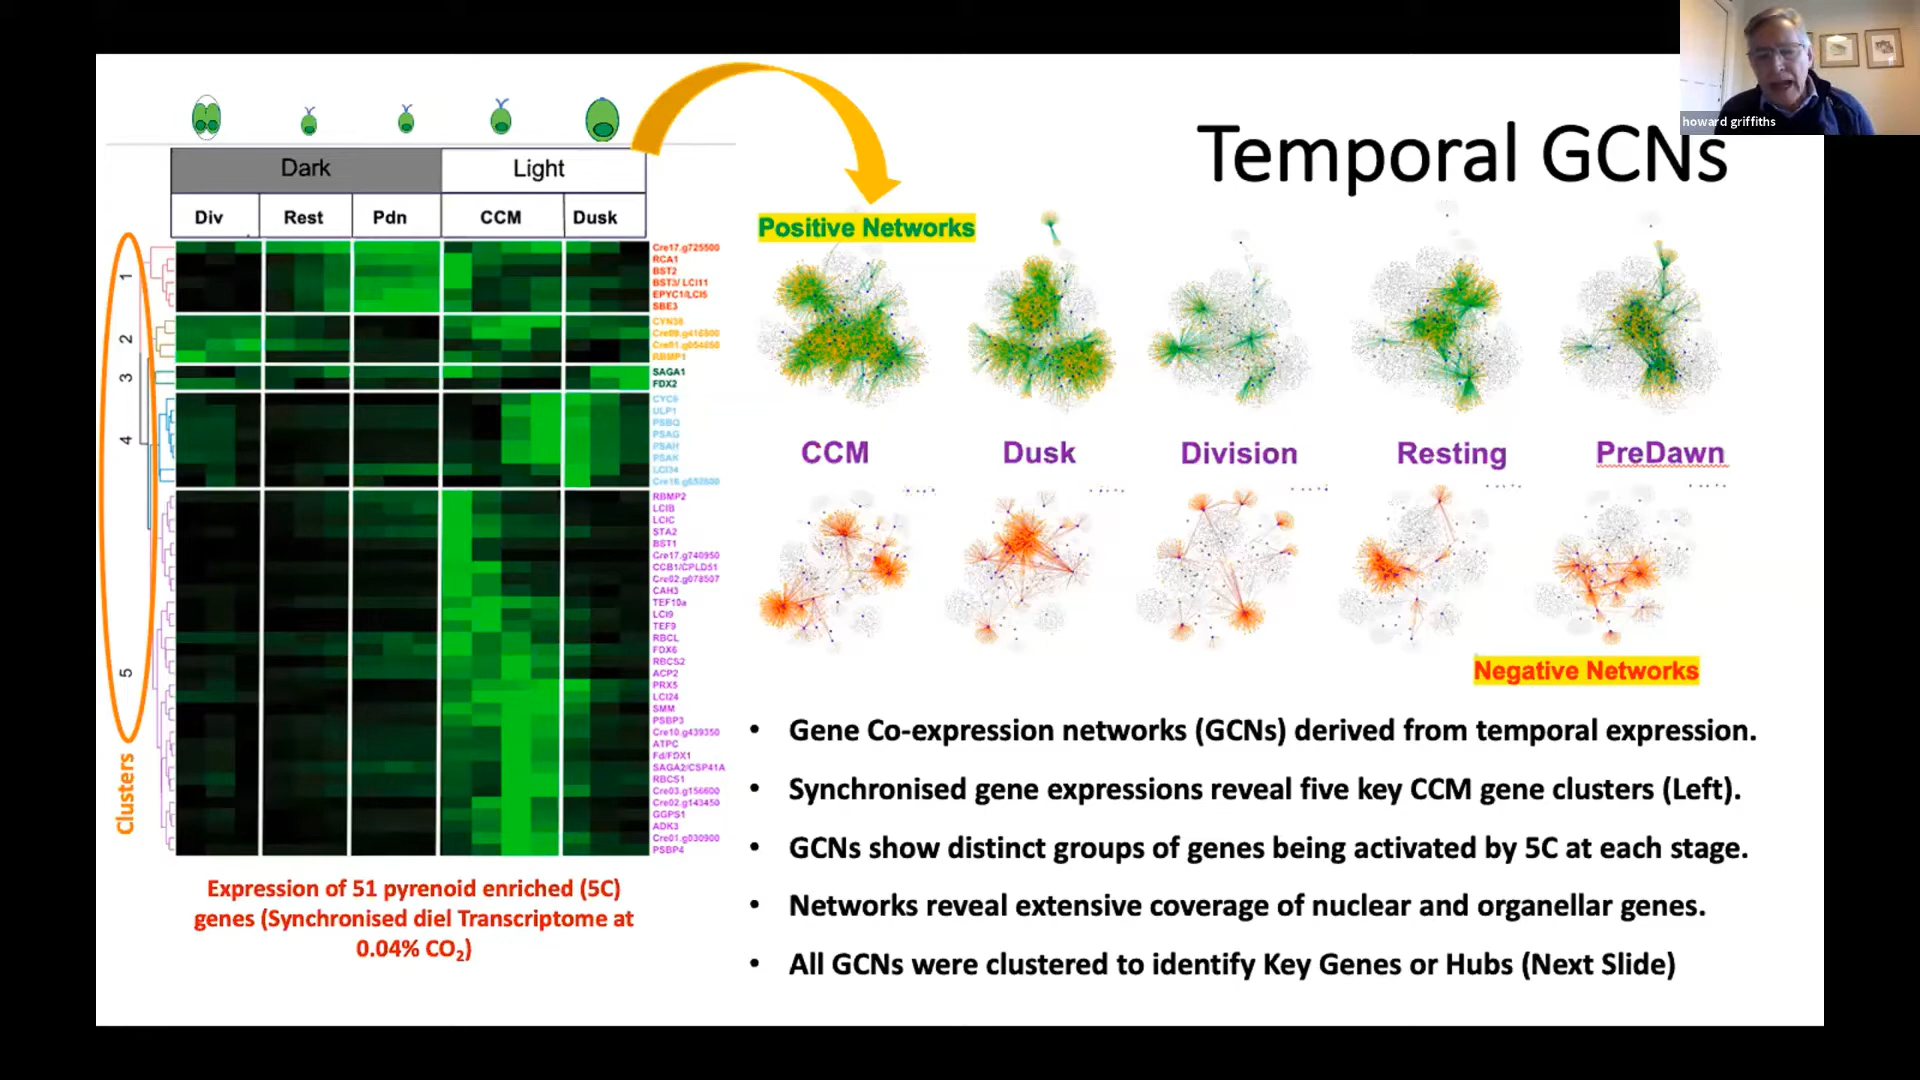 howard griffiths
Temporal GCNs
Dark
Light
Div
Rest
Pdn
CCM
Dusk
1
2
3
4
5
Clusters
Cre17.g725500
RCA1
BST2
BST3/ LCI11
EPYC1/LCI5
SBE3
CYN38
RBMP1
SAGA1
FDX2
ULP1
PSBQ
PSAG
PSAH
PSAK
LCI34
RBMP2
LCIB
LCIC
STA2
BST1
Cre17.g740950
CCB1/CPLD51
Cre02.g078507
CAH3
TEF10a
LCI9
TEF9
RBCL
FDX6
RBCS2
ACP2
PRX5
LCI24
SMM
PSBP3
Cre10.g439350
ATPC
Fd/FDX1
SAGA2/CSP41A
RBCS1
Cre03.g156600
Cre02.g143450
GGPS1
ADK3
Cre01.g030900
PSBP4
Expression of 51 pyrenoid enriched (5C)
genes (Synchronised diel Transcriptome at
0.04% CO₂)
Positive Networks
CCM
Dusk
Division
Resting
PreDawn
Negative Networks
• Gene Co-expression networks (GCNs) derived from temporal expression.
• Synchronised gene expressions reveal five key CCM gene clusters (Left).
• GCNs show distinct groups of genes being activated by 5C at each stage.
• Networks reveal extensive coverage of nuclear and organellar genes.
• All GCNs were clustered to identify Key Genes or Hubs (Next Slide)